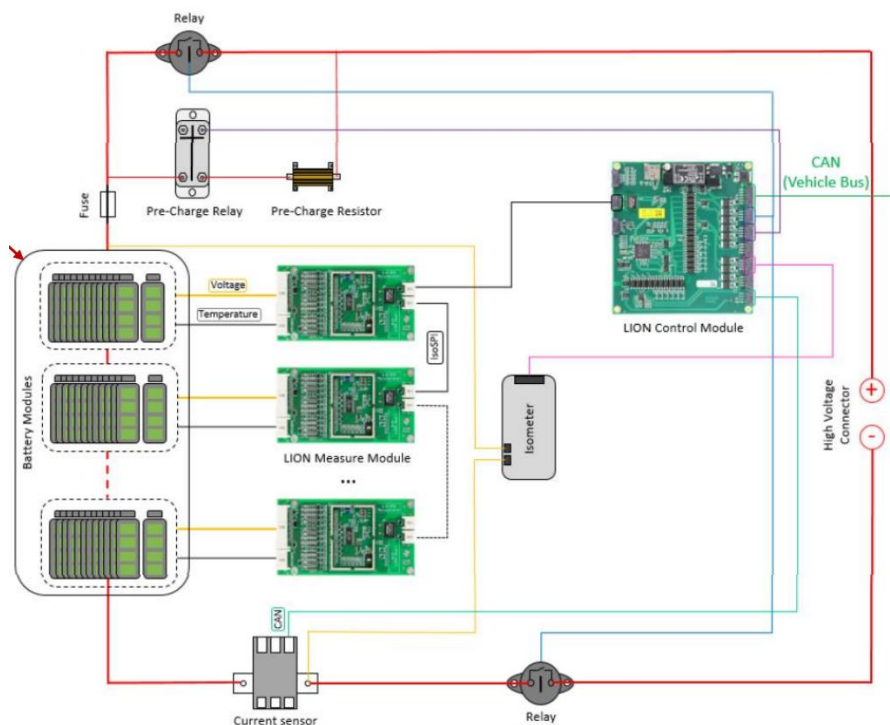 Relay
CAN
(Vehicle Bus)
Fuse
Pre-Charge Relay
Pre-Charge Resistor
Voltage
Temperature
IsoSPI
LION Control Module
Battery Modules
LION Measure Module
...
Isometer
High Voltage
Connector
+
-
CAN
Current sensor
Relay